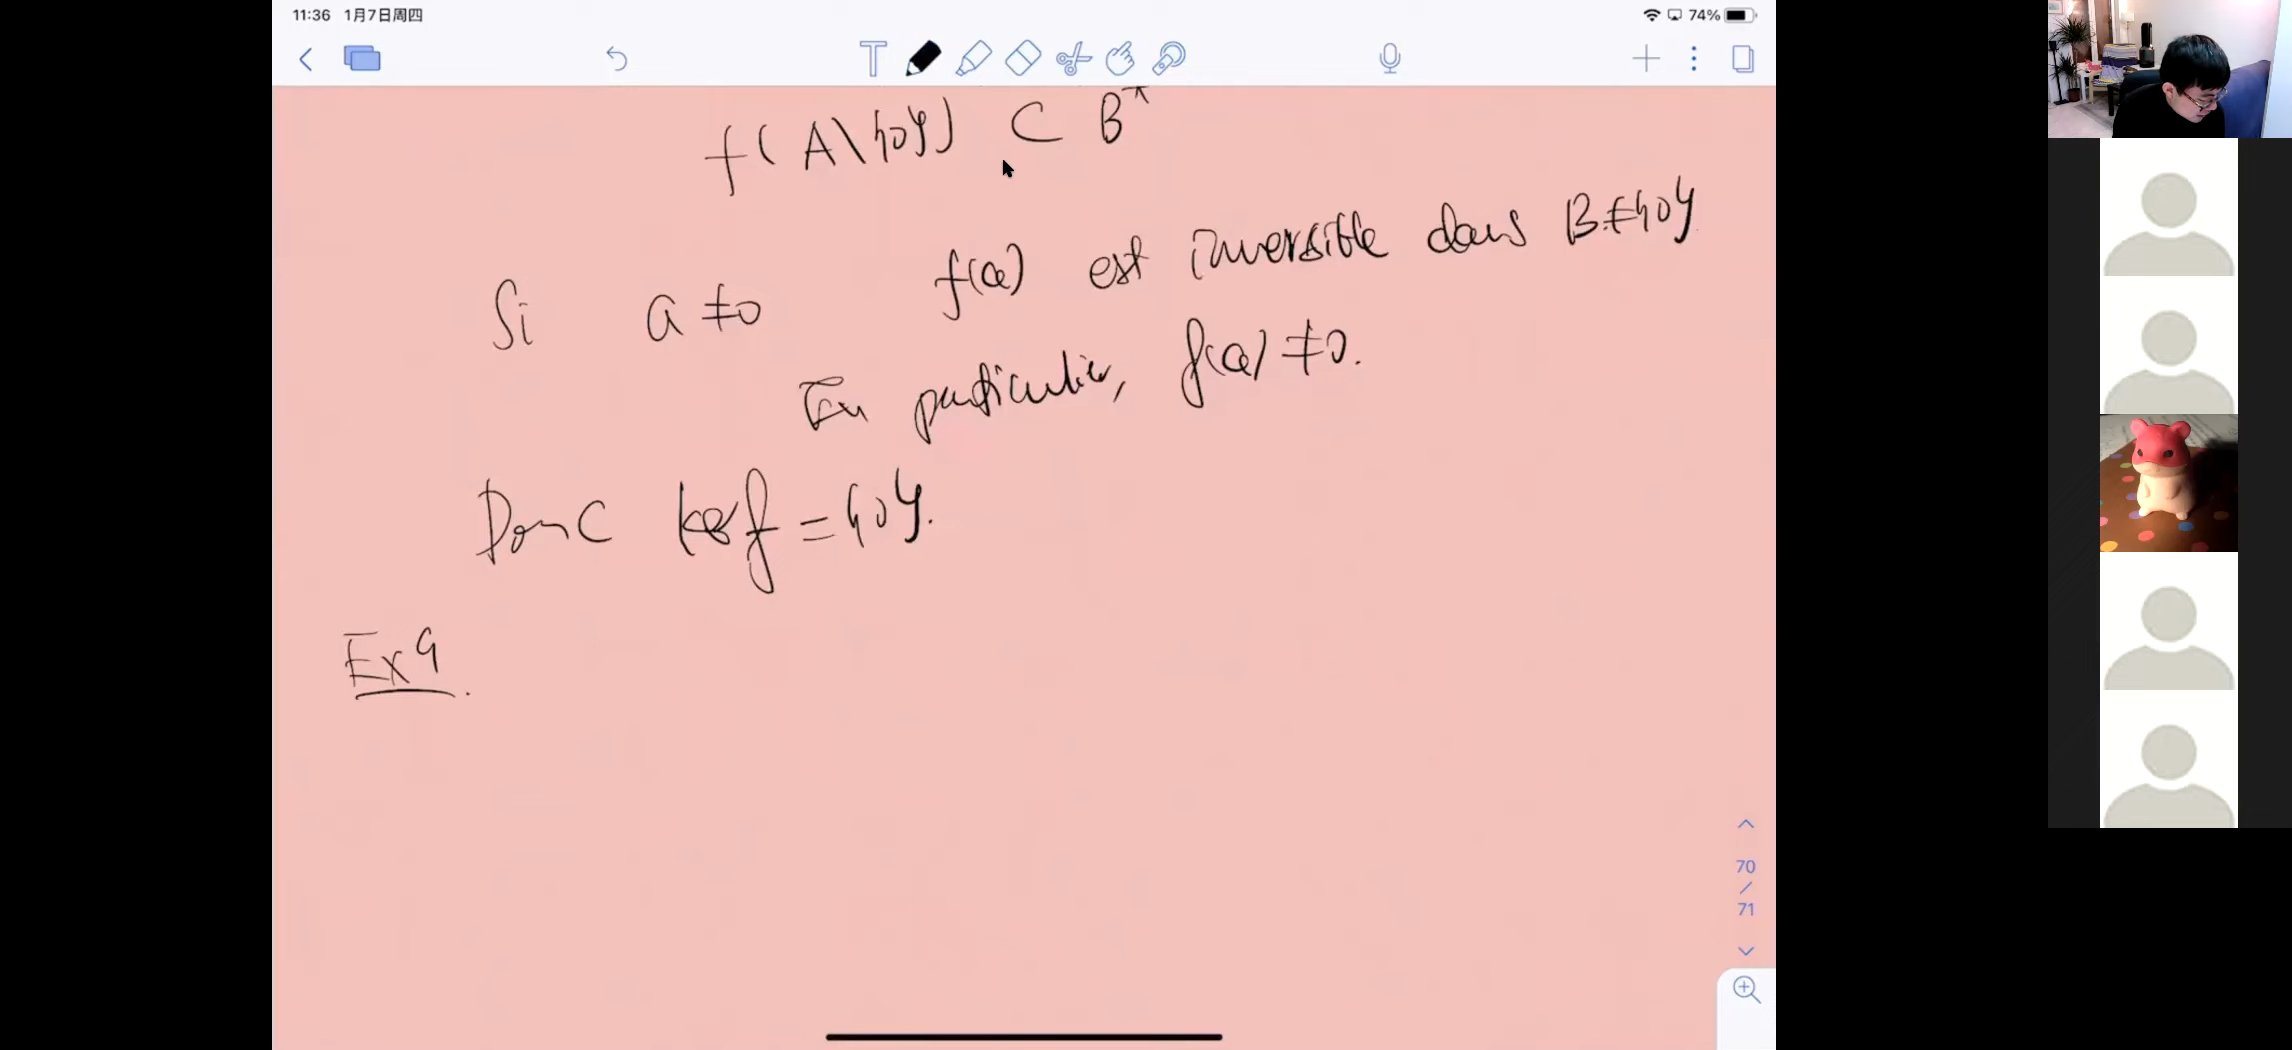 11:36 1月7日周四
74%
f(A\{0}) ⊂ B^×
Si a ≠ 0 f(a) est inversible dans B ≠ {0}.
En particulier, f(a) ≠ 0.
Donc ker f = {0}.
Ex 9.
70
/
71